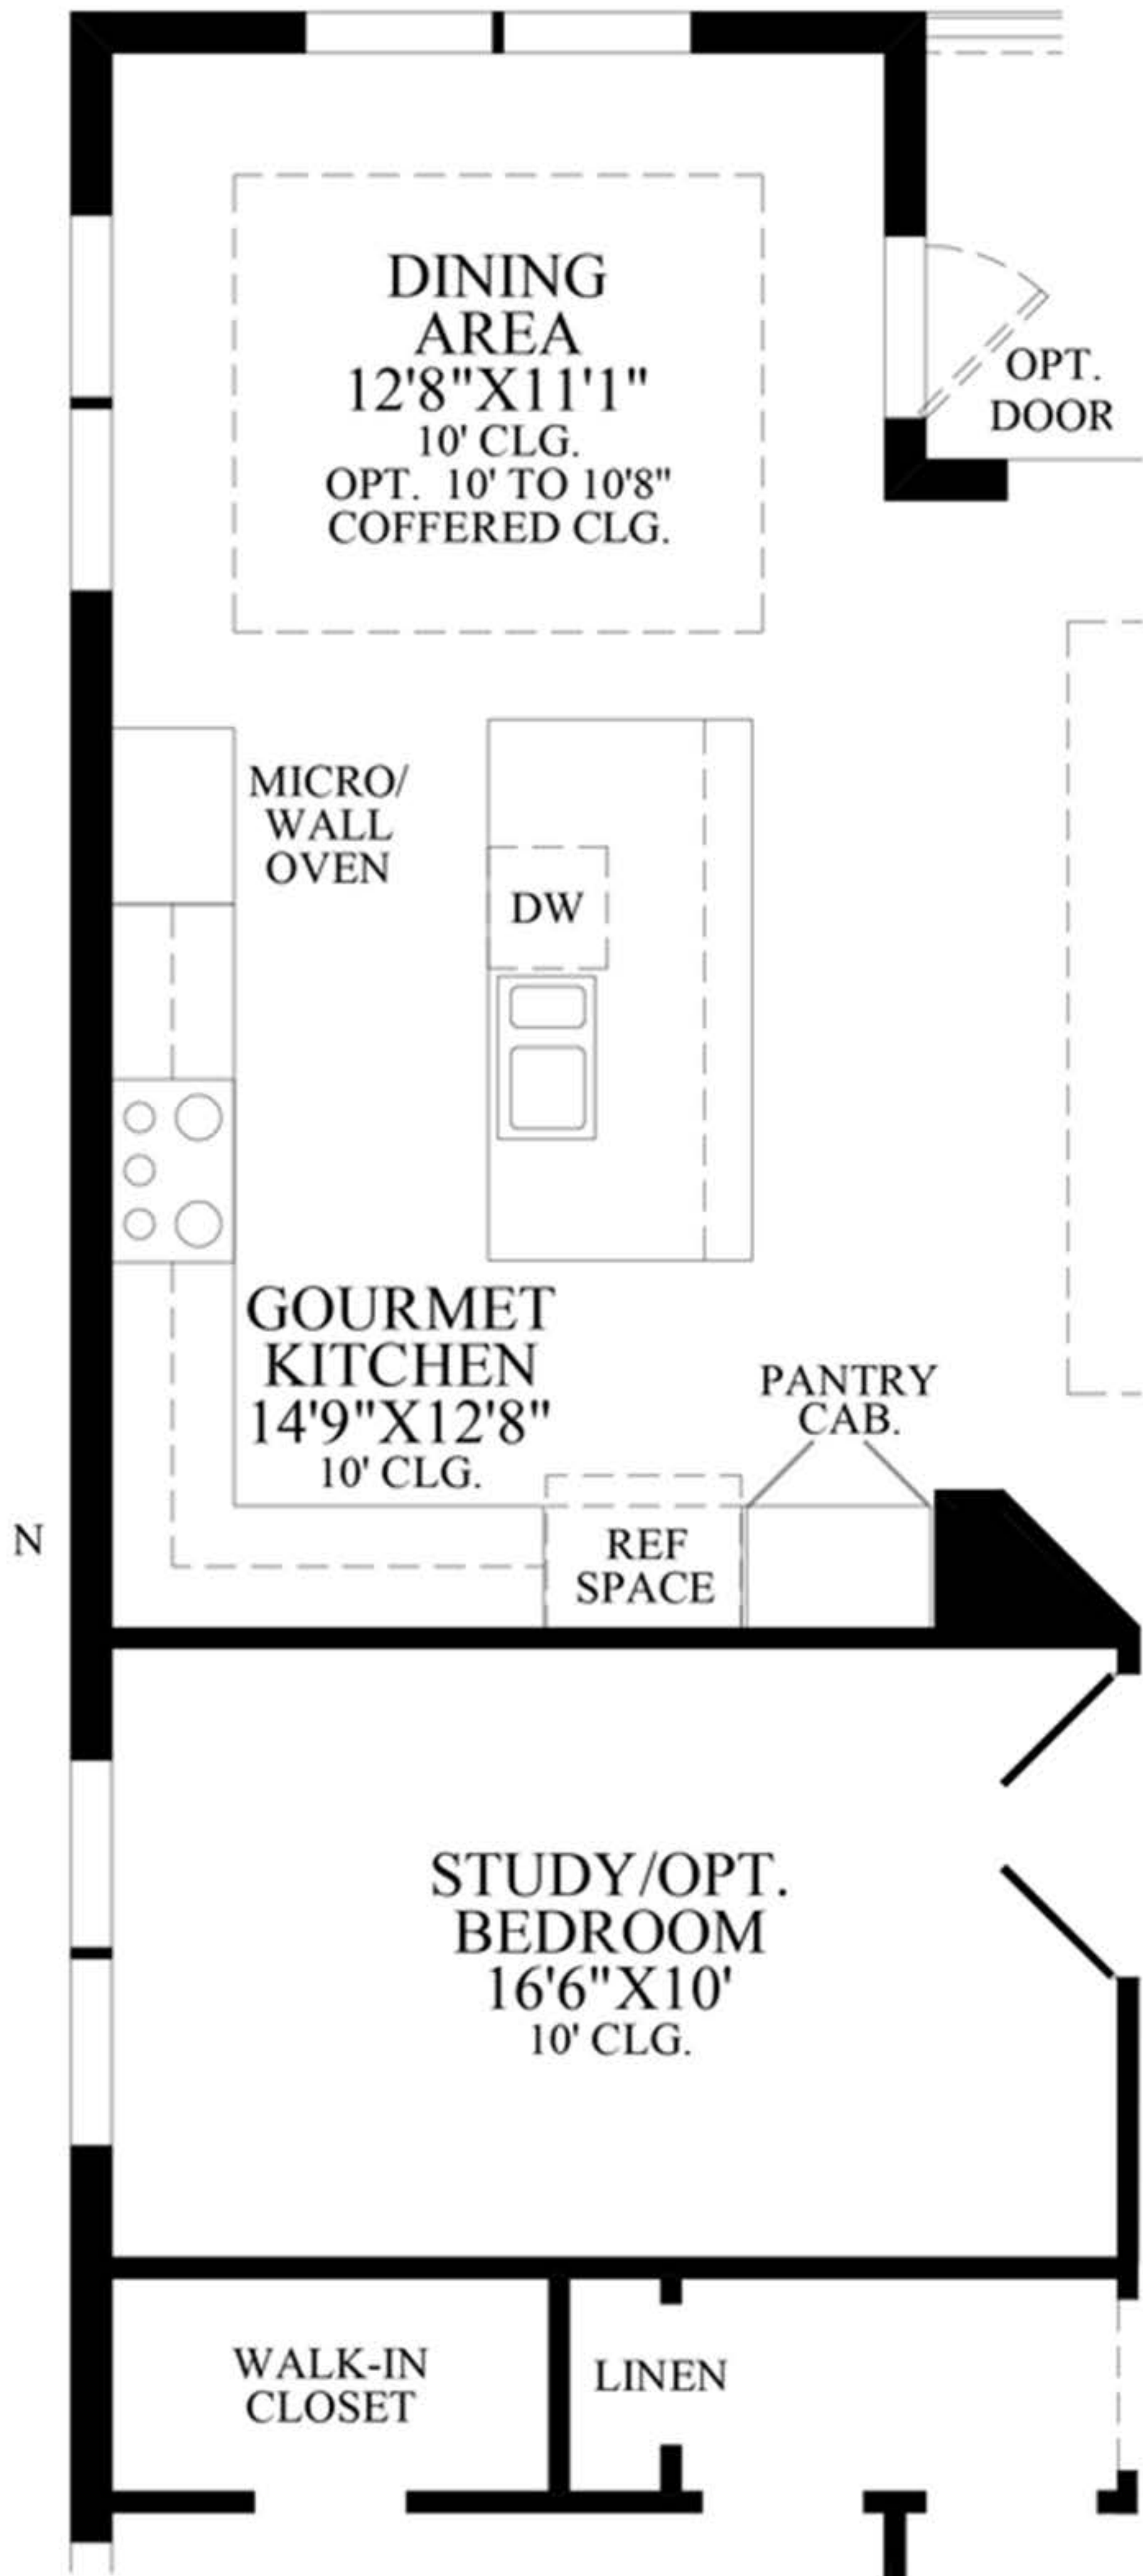 DINING
AREA
12'8"X11'1"
10' CLG.
OPT. 10' TO 10'8"
COFFERED CLG.
OPT.
DOOR
MICRO/
WALL
OVEN
DW
GOURMET
KITCHEN
14'9"X12'8"
10' CLG.
PANTRY
CAB.
N
REF
SPACE
STUDY/OPT.
BEDROOM
16'6"X10'
10' CLG.
WALK-IN
CLOSET
LINEN